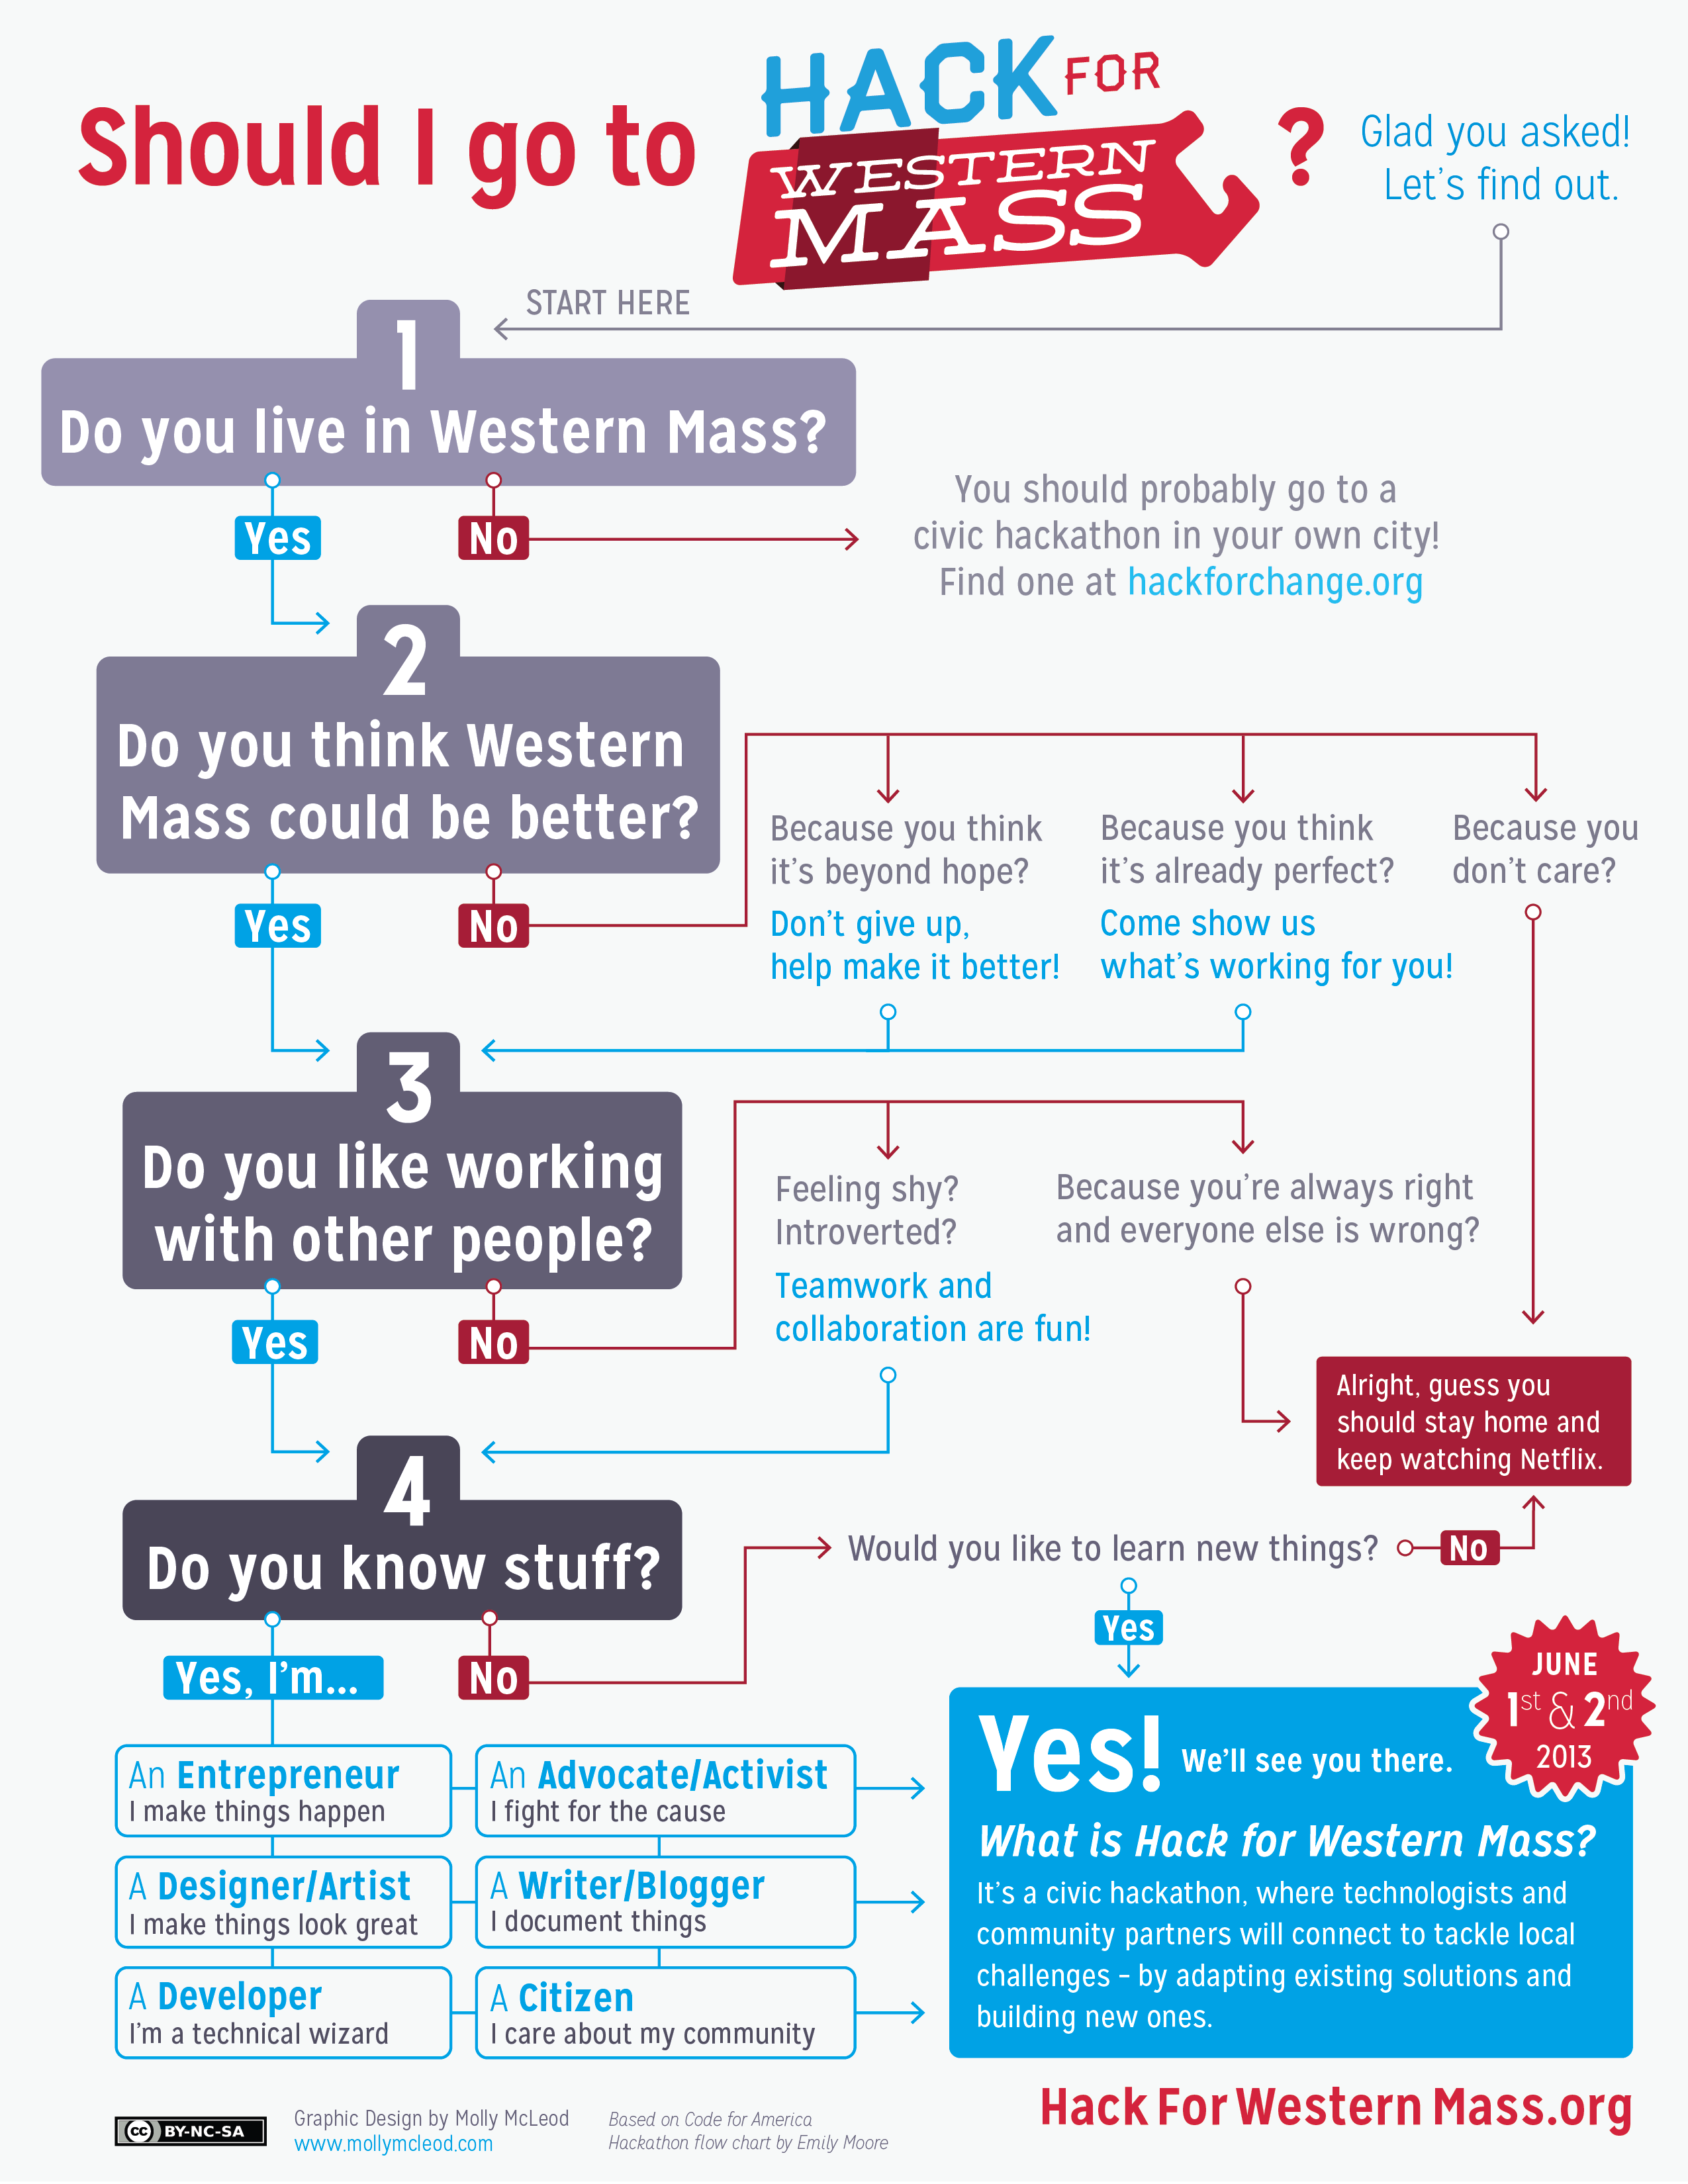 Should I go to
HACK FOR
WESTERN
MASS
?
Glad you asked!
Let's find out.
START HERE
1
Do you live in Western Mass?
Yes
No
You should probably go to a
civic hackathon in your own city!
Find one at hackforchange.org
2
Do you think Western
Mass could be better?
Yes
No
Because you think
it's beyond hope?
Don't give up,
help make it better!
Because you think
it's already perfect?
Come show us
what's working for you!
Because you
don't care?
3
Do you like working
with other people?
Yes
No
Feeling shy?
Introverted?
Teamwork and
collaboration are fun!
Because you're always right
and everyone else is wrong?
Alright, guess you
should stay home and
keep watching Netflix.
4
Do you know stuff?
Yes, I'm...
No
Would you like to learn new things?
No
Yes
An Entrepreneur
I make things happen
An Advocate/Activist
I fight for the cause
A Designer/Artist
I make things look great
A Writer/Blogger
I document things
A Developer
I'm a technical wizard
A Citizen
I care about my community
JUNE
1st & 2nd
2013
Yes! We'll see you there.
What is Hack for Western Mass?
It's a civic hackathon, where technologists and
community partners will connect to tackle local
challenges – by adapting existing solutions and
building new ones.
Hack For Western Mass.org
cc BY-NC-SA
Graphic Design by Molly McLeod
www.mollymcleod.com
Based on Code for America
Hackathon flow chart by Emily Moore